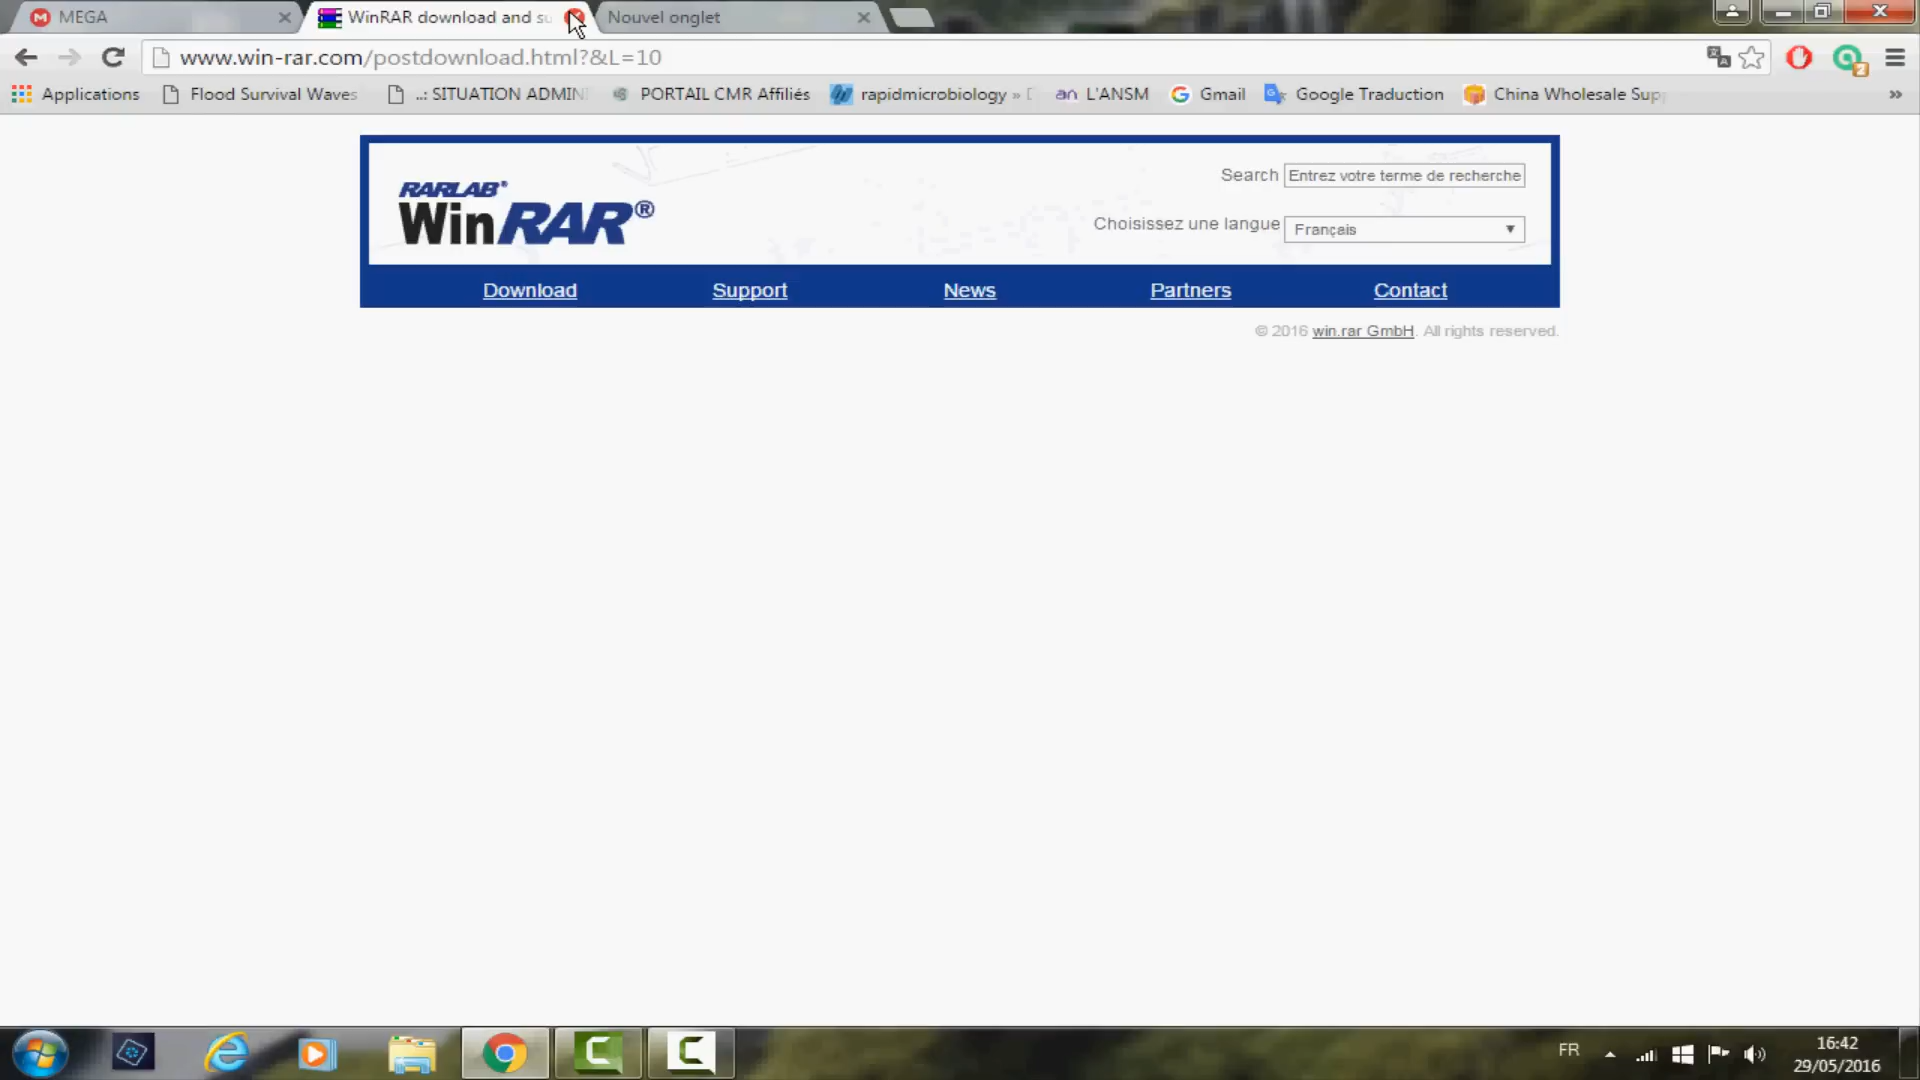 MEGA
WinRAR download and su
Nouvel onglet
www.win-rar.com/postdownload.html?&L=10
Applications
Flood Survival Waves
..: SITUATION ADMIN
PORTAIL CMR Affiliés
rapidmicrobiology »
an L'ANSM
Gmail
Google Traduction
China Wholesale Supp
»
RARLAB®
WinRAR®
Search Entrez votre terme de recherche
Choisissez une langue Français
Download Support News Partners Contact
© 2016 win.rar GmbH. All rights reserved.
FR
16:42
29/05/2016